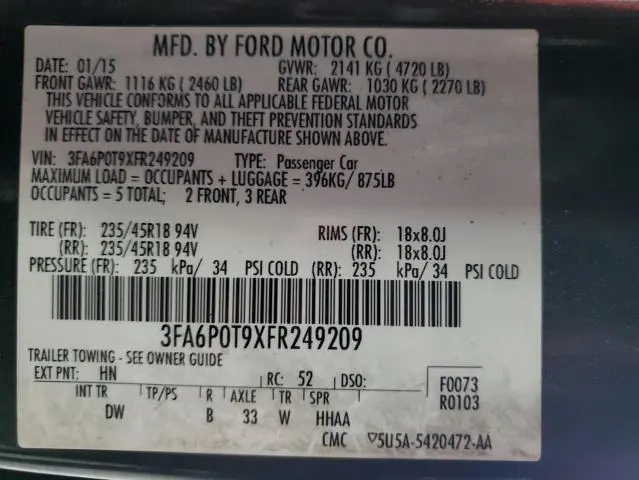 MFD. BY FORD MOTOR CO.
DATE: 01/15 GVWR: 2141 KG ( 4720 LB)
FRONT GAWR: 1116 KG ( 2460 LB) REAR GAWR: 1030 KG ( 2270 LB)
THIS VEHICLE CONFORMS TO ALL APPLICABLE FEDERAL MOTOR
VEHICLE SAFETY, BUMPER, AND THEFT PREVENTION STANDARDS
IN EFFECT ON THE DATE OF MANUFACTURE SHOWN ABOVE.
VIN: 3FA6P0T9XFR249209 TYPE: Passenger Car
MAXIMUM LOAD = OCCUPANTS + LUGGAGE = 396KG/ 875LB
OCCUPANTS = 5 TOTAL; 2 FRONT, 3 REAR
TIRE (FR): 235/45R18 94V RIMS (FR): 18x8.0J
(RR): 235/45R18 94V (RR): 18x8.0J
PRESSURE (FR): 235 kPa/ 34 PSI COLD (RR): 235 kPa/ 34 PSI COLD
3FA6P0T9XFR249209
TRAILER TOWING - SEE OWNER GUIDE
EXT PNT: HN RC: 52 DSO: F0073
INT TR TP/PS R AXLE TR SPR R0103
DW B 33 W HHAA
CMC ▽5U5A-5420472-AA